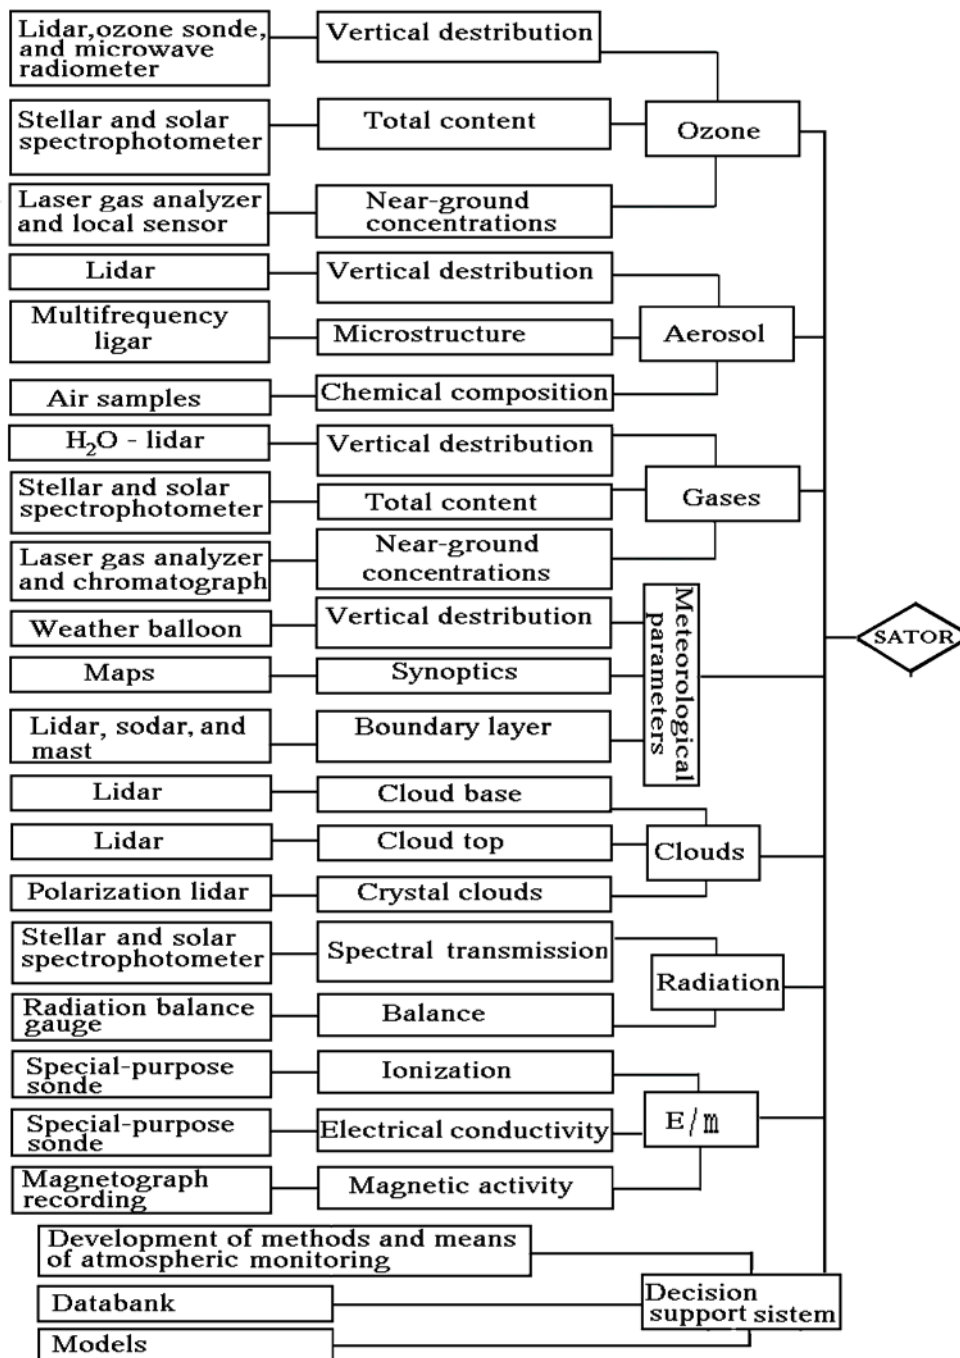 Lidar,ozone sonde,
and microwave
radiometer
Vertical destribution
Stellar and solar
spectrophotometer
Total content
Ozone
Laser gas analyzer
and local sensor
Near-ground
concentrations
Lidar
Vertical destribution
Multifrequency
ligar
Microstructure
Aerosol
Air samples
Chemical composition
H₂O - lidar
Vertical destribution
Stellar and solar
spectrophotometer
Total content
Gases
Laser gas analyzer
and chromatograph
Near-ground
concentrations
Weather balloon
Vertical destribution
Maps
Synoptics
Meteorological
parameters
SATOR
Lidar, sodar, and
mast
Boundary layer
Lidar
Cloud base
Lidar
Cloud top
Clouds
Polarization lidar
Crystal clouds
Stellar and solar
spectrophotometer
Spectral transmission
Radiation
Radiation balance
gauge
Balance
Special-purpose
sonde
Ionization
Special-purpose
sonde
Electrical conductivity
E/m
Magnetograph
recording
Magnetic activity
Development of methods and means
of atmospheric monitoring
Databank
Decision
support sistem
Models